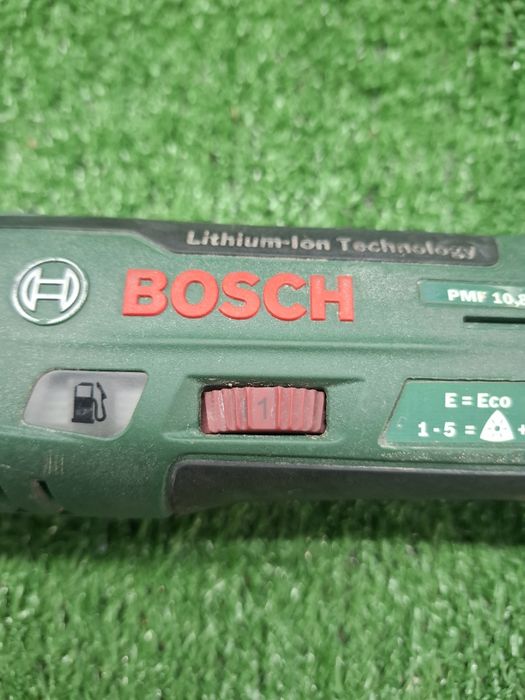 Lithium-Ion Technology
BOSCH
PMF 10,8
1
E = Eco
1 - 5 = +